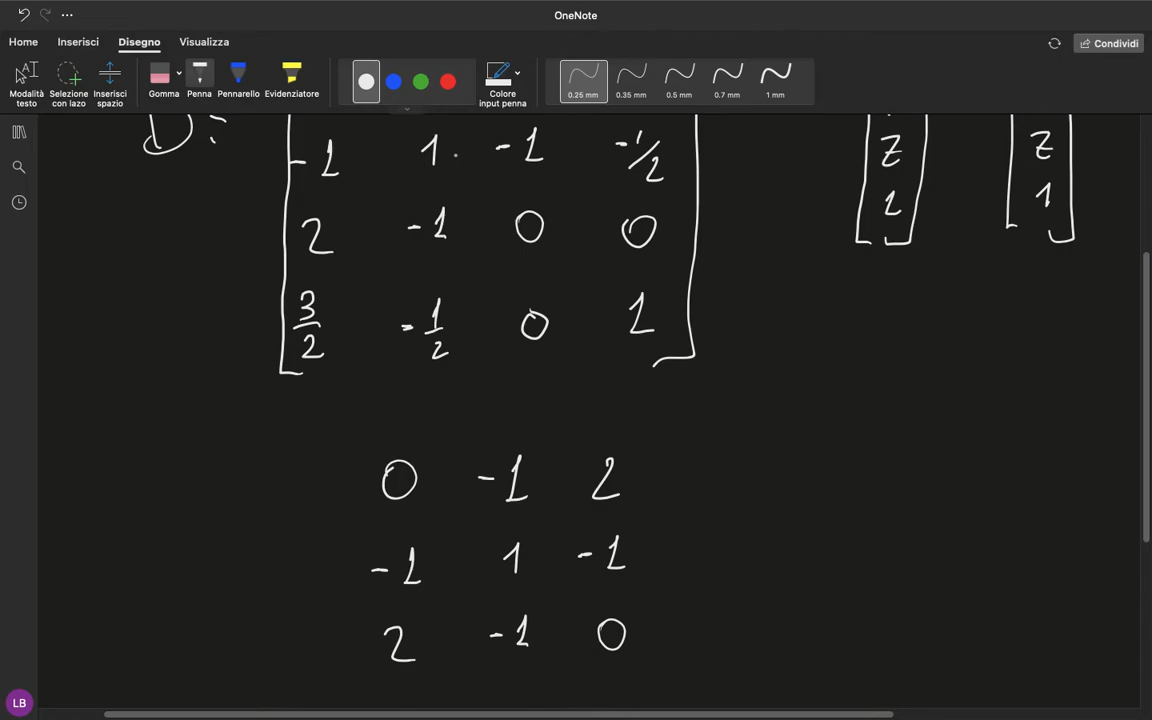 OneNote
Home Inserisci Disegno Visualizza
Condividi
Modalità testo Selezione con lazo Inserisci spazio Gomma Penna Pennarello Evidenziatore Colore input penna 0.25 mm 0.35 mm 0.5 mm 0.7 mm 1 mm
D:
-1 1 -1 -1/2 z z
2 -1 0 0 1 1
3/2 -1/2 0 1
0 -1 2
-1 1 -1
2 -1 0
LB